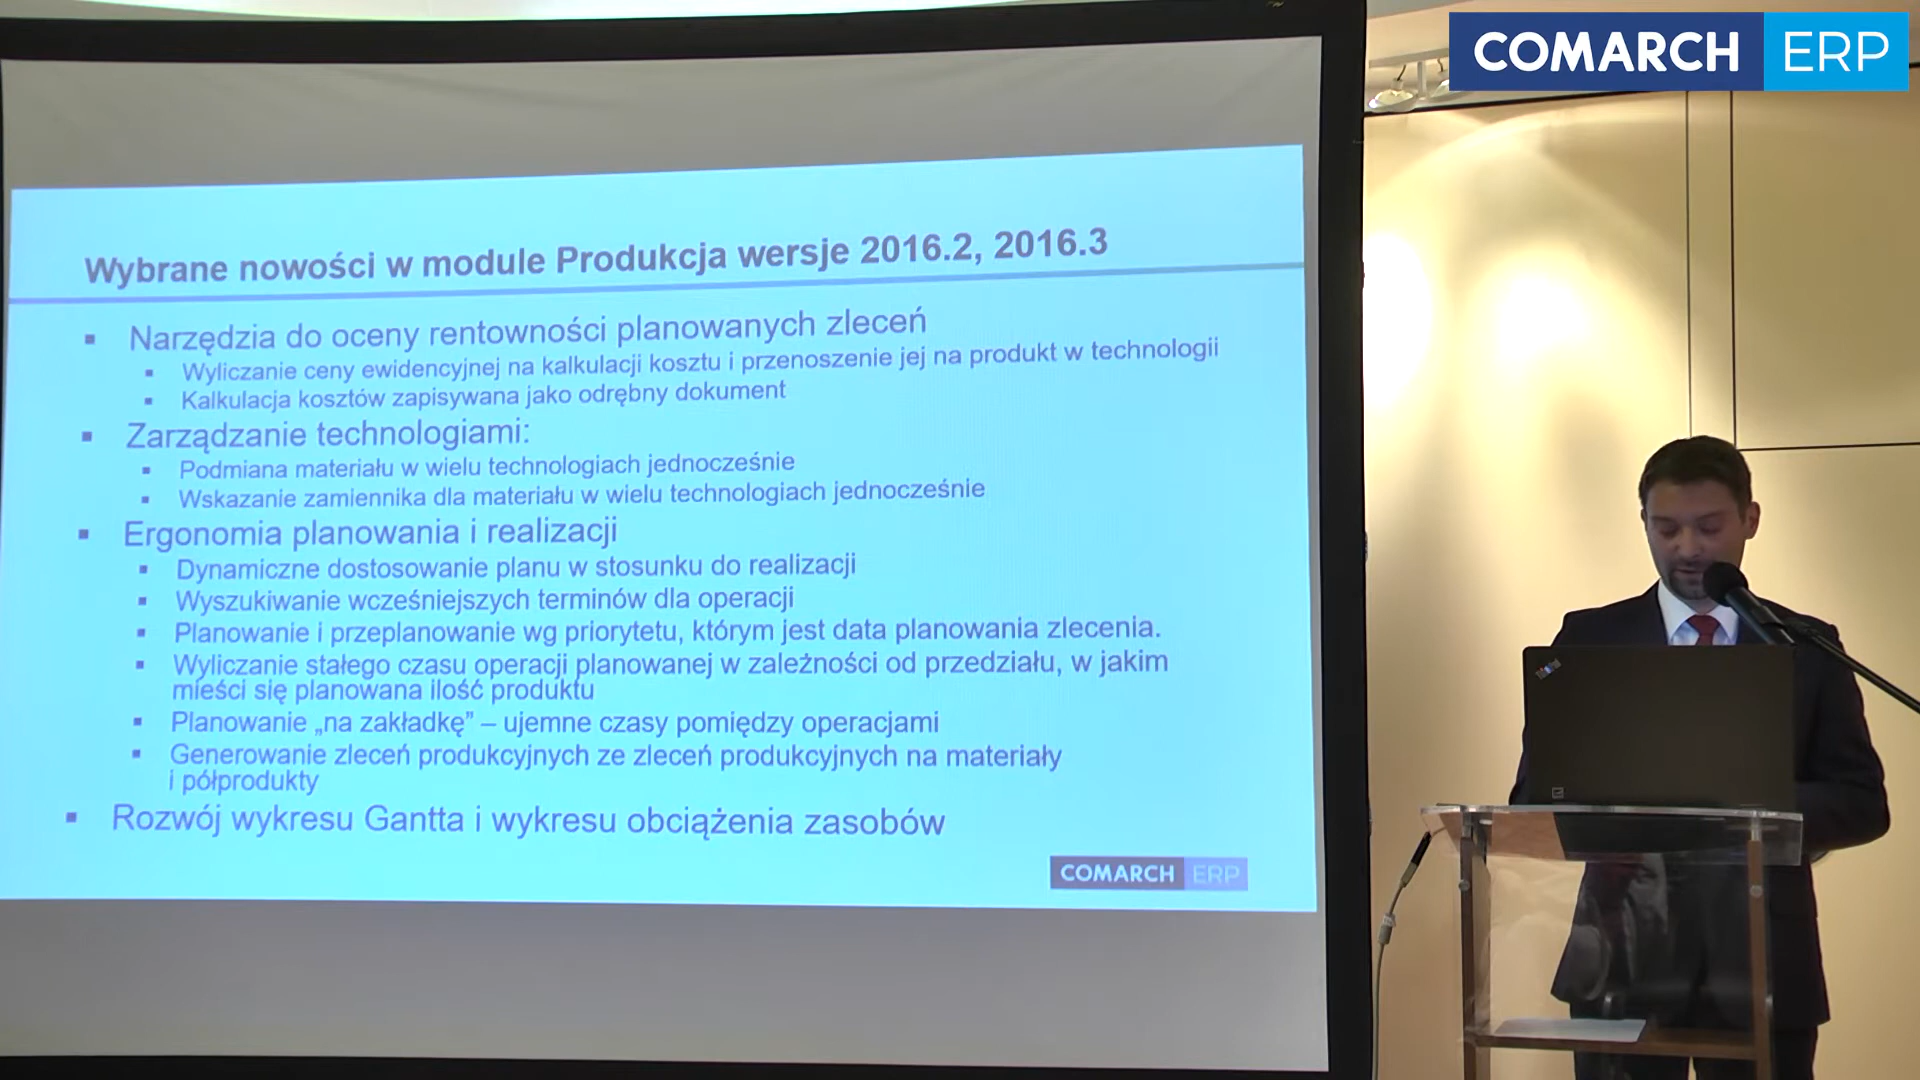 COMARCH ERP
Wybrane nowości w module Produkcja wersje 2016.2, 2016.3
▪ Narzędzia do oceny rentowności planowanych zleceń
▪ Wyliczanie ceny ewidencyjnej na kalkulacji kosztu i przenoszenie jej na produkt w technologii
▪ Kalkulacja kosztów zapisywana jako odrębny dokument
▪ Zarządzanie technologiami:
▪ Podmiana materiału w wielu technologiach jednocześnie
▪ Wskazanie zamiennika dla materiału w wielu technologiach jednocześnie
▪ Ergonomia planowania i realizacji
▪ Dynamiczne dostosowanie planu w stosunku do realizacji
▪ Wyszukiwanie wcześniejszych terminów dla operacji
▪ Planowanie i przeplanowanie wg priorytetu, którym jest data planowania zlecenia.
▪ Wyliczanie stałego czasu operacji planowanej w zależności od przedziału, w jakim
mieści się planowana ilość produktu
▪ Planowanie „na zakładkę” – ujemne czasy pomiędzy operacjami
▪ Generowanie zleceń produkcyjnych ze zleceń produkcyjnych na materiały
i półprodukty
▪ Rozwój wykresu Gantta i wykresu obciążenia zasobów
COMARCH ERP